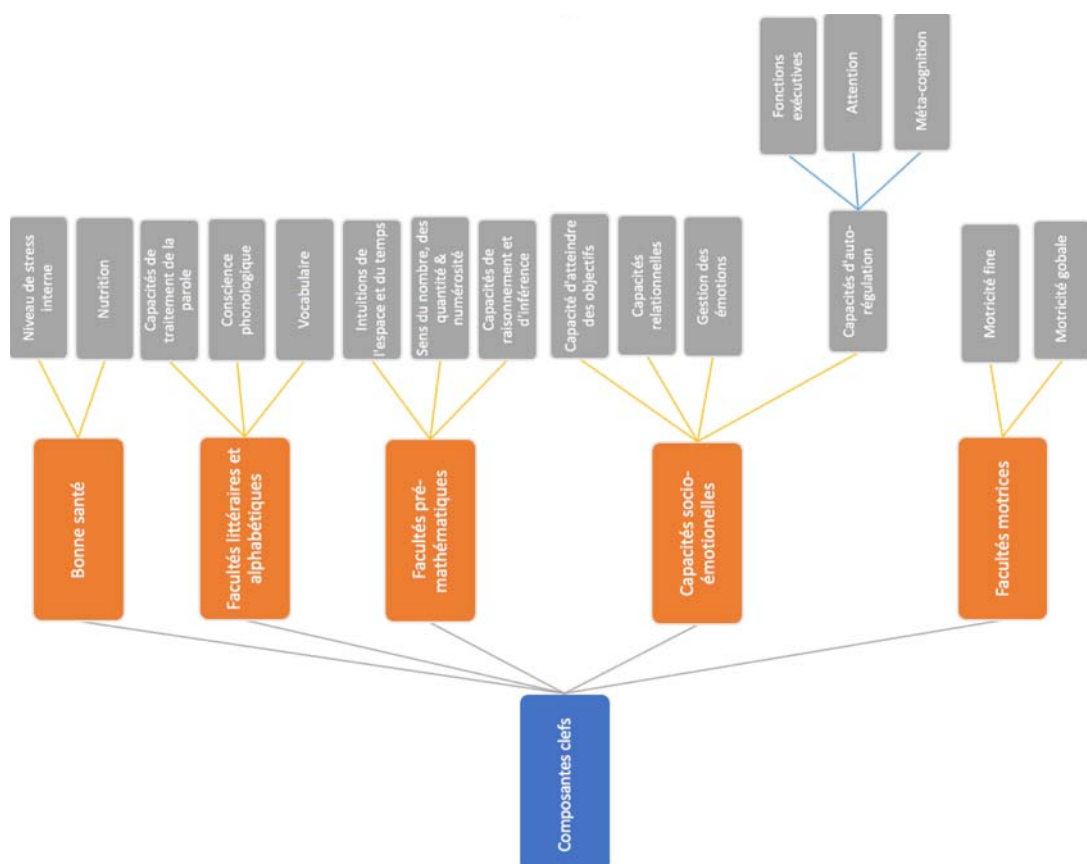 Composantes clefs
Bonne santé
Niveau de stress
interne
Nutrition
Facultés littéraires et
alphabétiques
Capacités de
traitement de la
parole
Conscience
phonologique
Vocabulaire
Facultés pré-
mathématiques
Intuitions de
l'espace et du temps
Sens du nombre, des
quantité &
numérosité
Capacités de
raisonnement et
d'inférence
Capacités socio-
émotionelles
Capacité d'atteindre
des objectifs
Capacités
relationnelles
Gestion des
émotions
Capacités d'auto-
régulation
Fonctions
exécutives
Attention
Méta-cognition
Facultés motrices
Motricité fine
Motricité gobale